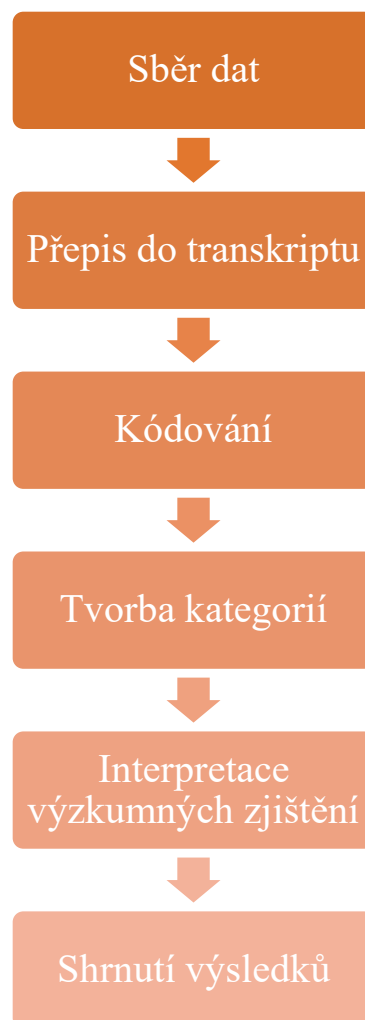 Sběr dat
Přepis do transkriptu
Kódování
Tvorba kategorií
Interpretace
výzkumných zjištění
Shrnutí výsledků